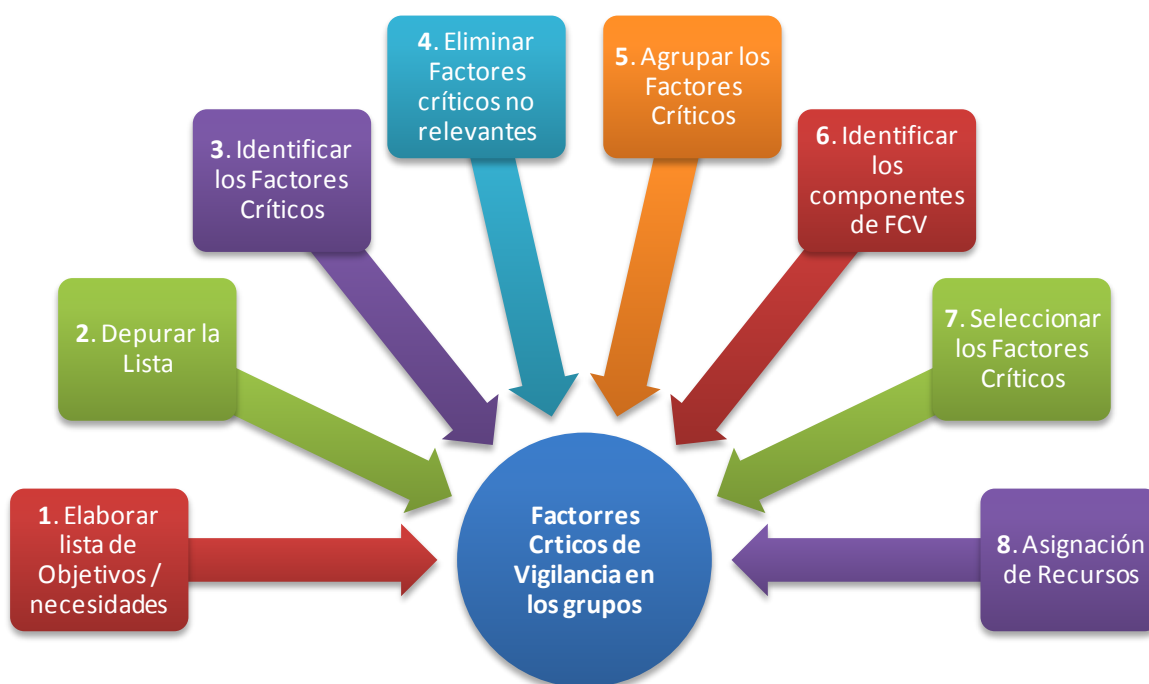 1. Elaborar
lista de
Objetivos /
necesidades
2. Depurar la
Lista
3. Identificar
los Factores
Críticos
4. Eliminar
Factores
críticos no
relevantes
5. Agrupar los
Factores
Críticos
6. Identificar
los
componentes
de FCV
7. Seleccionar
los Factores
Críticos
8. Asignación
de Recursos
Factorres
Crticos de
Vigilancia en
los grupos